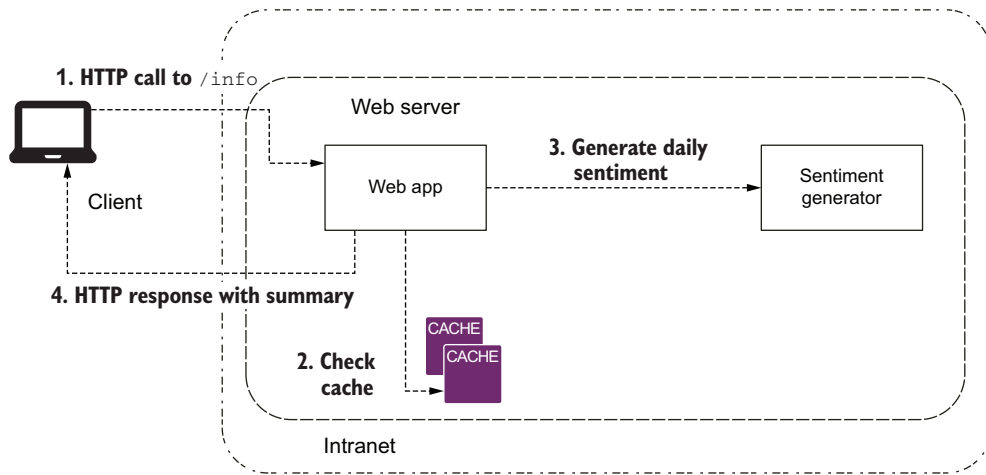 1. HTTP call to /info
Web server
3. Generate daily
sentiment
Web app
Sentiment
generator
Client
4. HTTP response with summary
CACHE
CACHE
2. Check
cache
Intranet